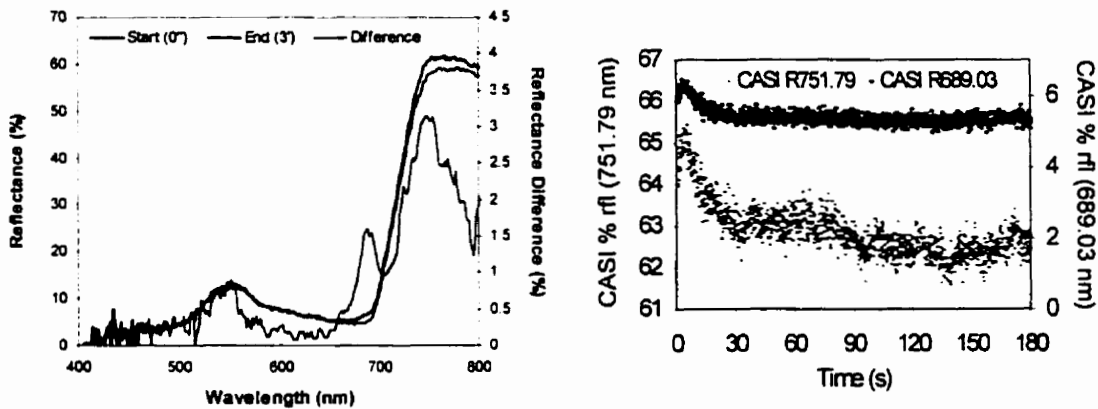 Start (0") End (3') Difference
Reflectance (%)
70
60
50
40
30
20
10
0
400 500 600 700 800
Wavelength (nm)
4 5
4
3.5
3
2.5
2
1.5
1
0.5
0
Reflectance Difference (%)
CASI R751.79 CASI R689.03
CASI % rfl (751.79 nm)
67
66
65
64
63
62
61
0 30 60 90 120 150 180
Time (s)
6
4
2
0
CASI % rfl (689.03 nm)